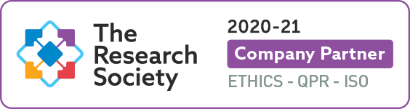 The
Research
Society
2020-21
Company Partner
ETHICS - QPR - ISO